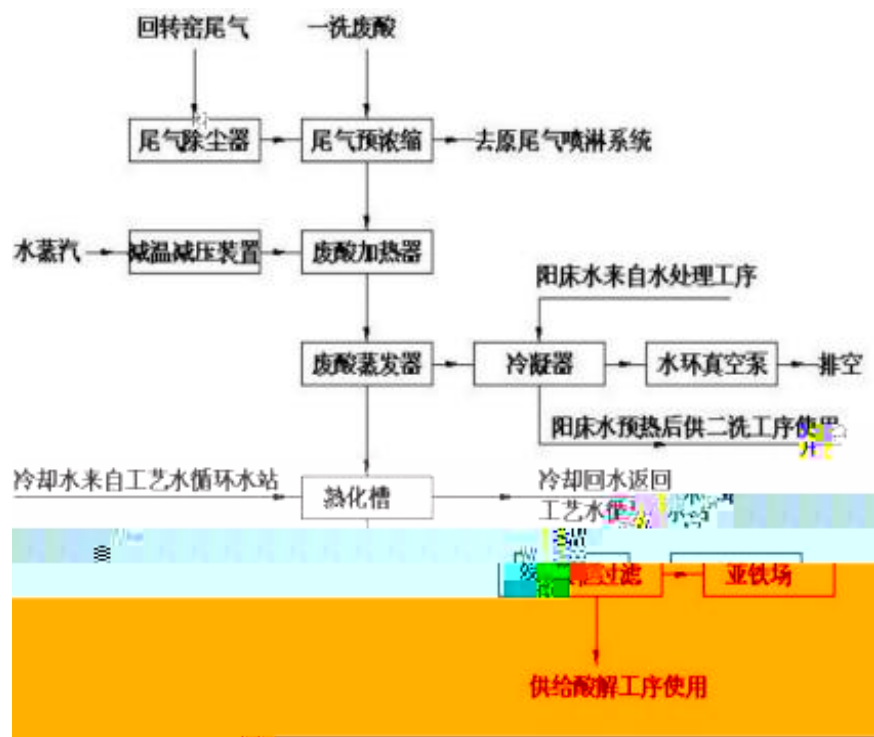 回转窑尾气
一洗废酸
尾气除尘器
尾气预浓缩
去原尾气喷淋系统
水蒸汽
减温减压装置
废酸加热器
阳床水来自水处理工序
废酸蒸发器
冷凝器
水环真空泵
排空
阳床水预热后供二洗工序使用
冷却水来自工艺水循环水站
熟化槽
冷却回水返回
工艺水循
过滤
亚铁场
供给酸解工序使用